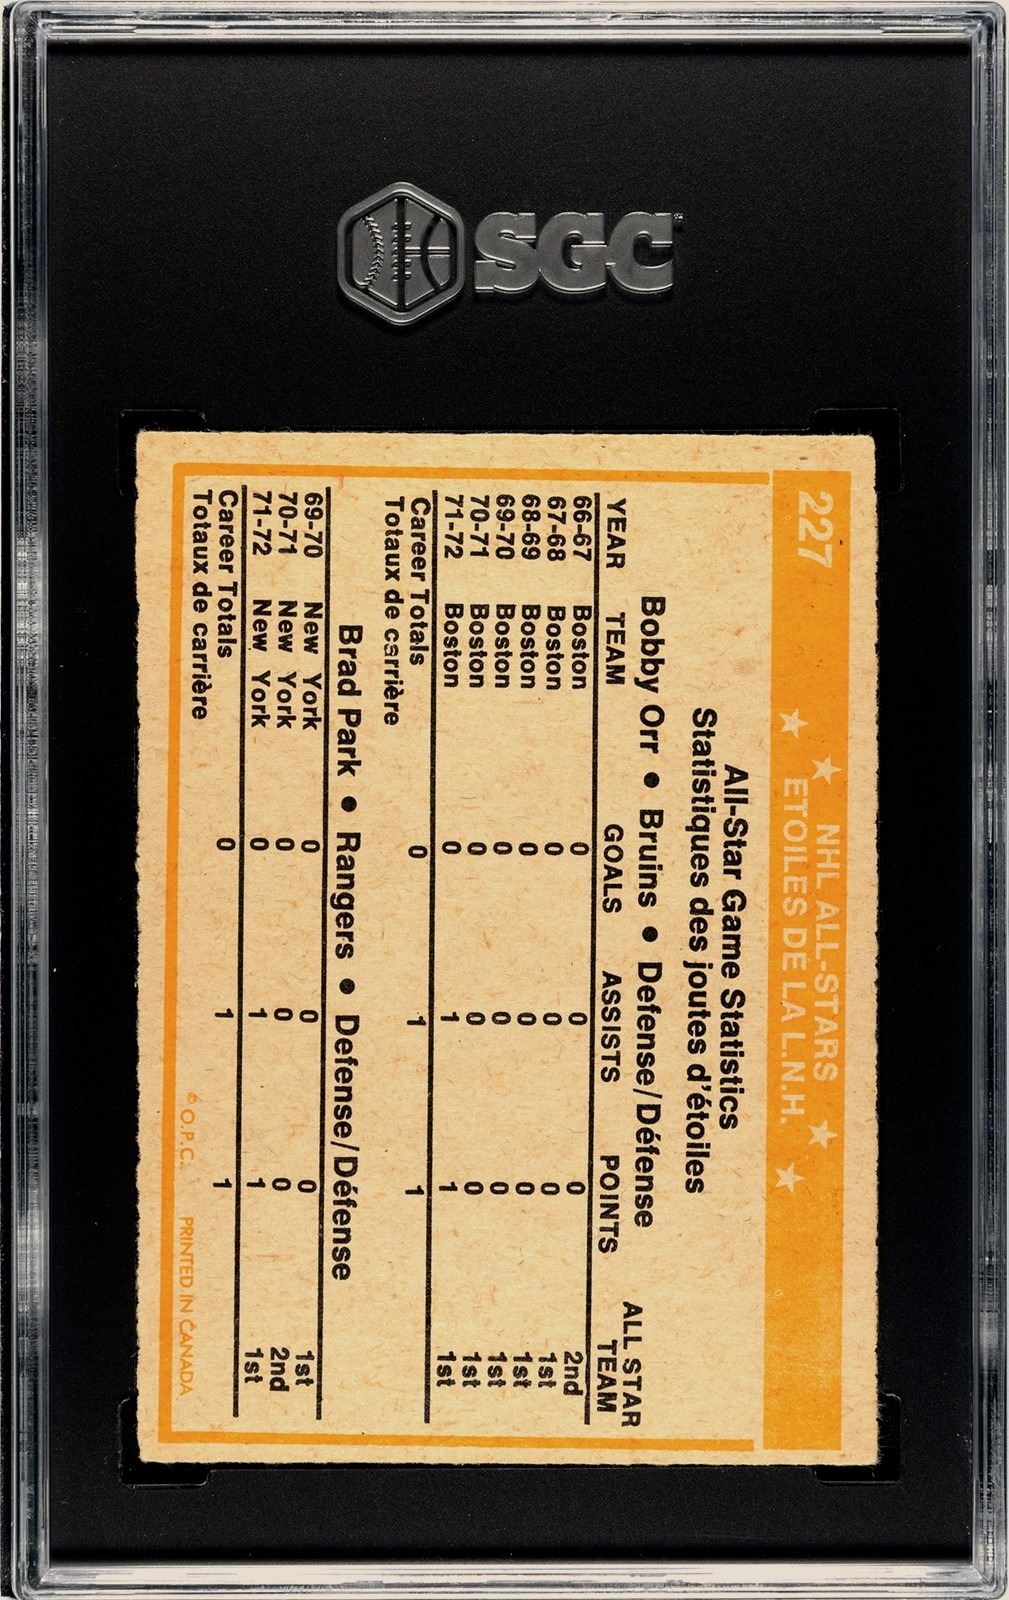 SGC
227
★ NHL ALL-STARS ★
★ ETOILES DE LA L.N.H. ★
All-Star Game Statistics
Statistiques des joutes d'étoiles
Bobby Orr • Bruins • Defense/Défense
YEAR TEAM GOALS ASSISTS POINTS ALL STAR TEAM
66-67 Boston 0 0 0 2nd
67-68 Boston 0 0 0 1st
68-69 Boston 0 0 0 1st
69-70 Boston 0 0 0 1st
70-71 Boston 0 0 0 1st
71-72 Boston 0 1 1 1st
Career Totals 0 1 1
Totaux de carrière
Brad Park • Rangers • Defense/Défense
69-70 New York 0 0 0 1st
70-71 New York 0 0 0 2nd
71-72 New York 0 1 1 1st
Career Totals 0 1 1
Totaux de carrière
© O.P.C. PRINTED IN CANADA